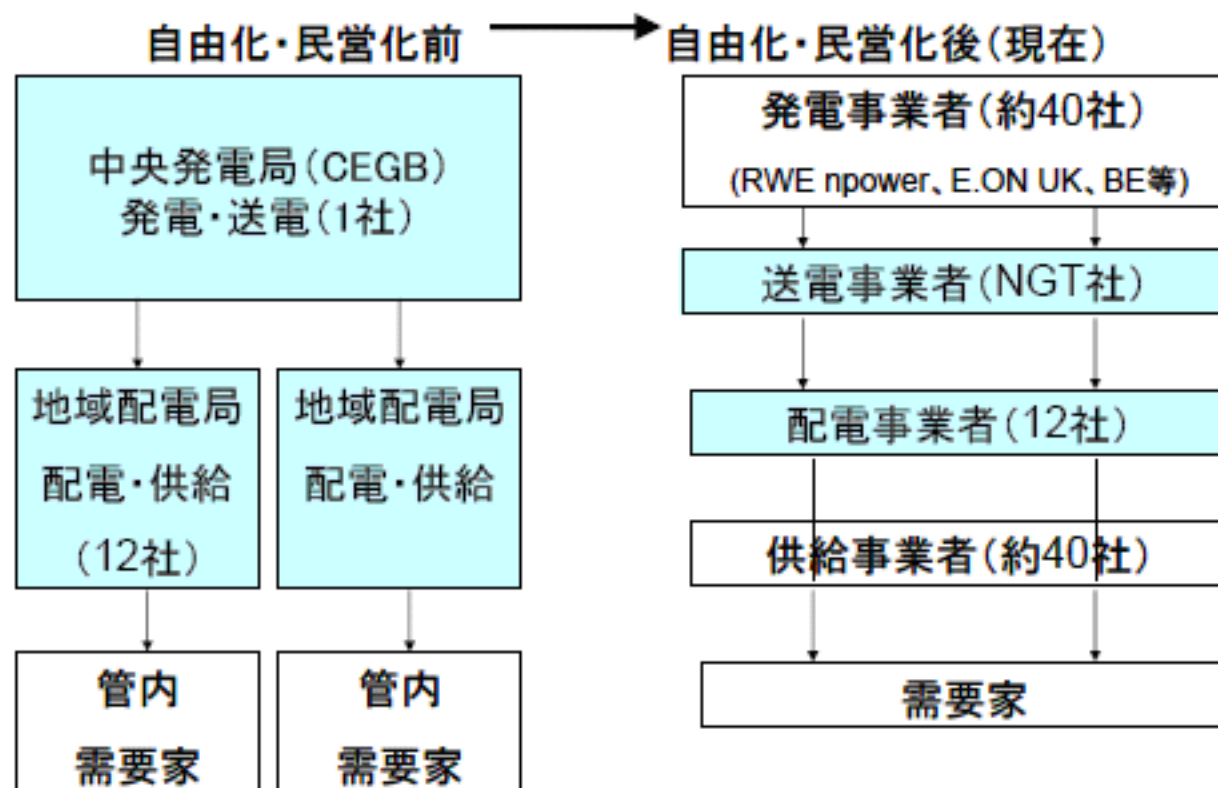 自由化・民営化前
中央発電局(CEGB)
発電・送電(1社)
地域配電局
配電・供給
(12社)
地域配電局
配電・供給
管内
需要家
管内
需要家
自由化・民営化後(現在)
発電事業者(約40社)
(RWE npower、E.ON UK、BE等)
送電事業者(NGT社)
配電事業者(12社)
供給事業者(約40社)
需要家